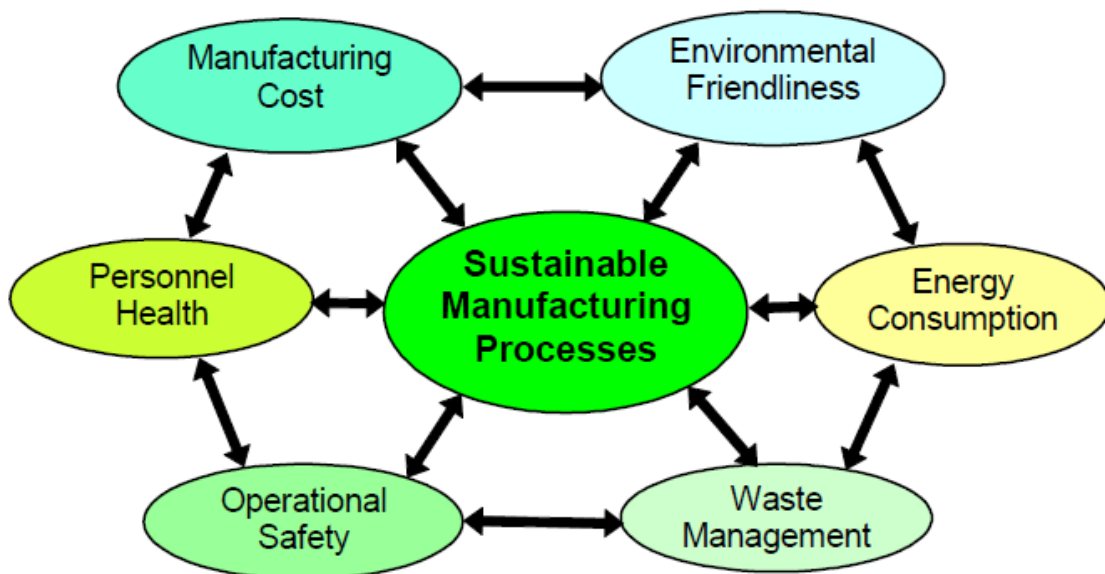 Manufacturing
Cost
Environmental
Friendliness
Personnel
Health
Sustainable
Manufacturing
Processes
Energy
Consumption
Operational
Safety
Waste
Management